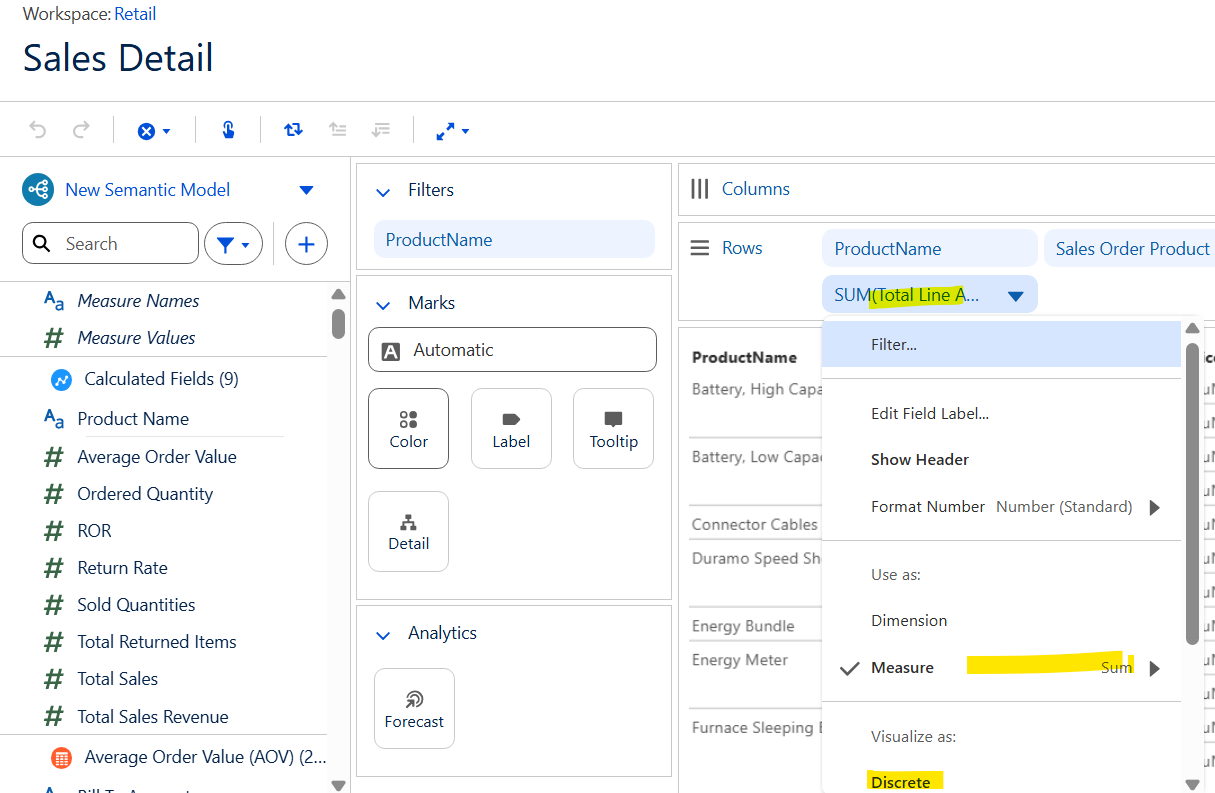 Workspace: Retail
Sales Detail
New Semantic Model
Search
Measure Names
Measure Values
Calculated Fields (9)
Product Name
Average Order Value
Ordered Quantity
ROR
Return Rate
Sold Quantities
Total Returned Items
Total Sales
Total Sales Revenue
Average Order Value (AOV) (2...
Filters
ProductName
Marks
Automatic
Color
Label
Tooltip
Detail
Analytics
Forecast
Columns
Rows
ProductName
Sales Order Product
SUM(Total Line A...
ProductName
Battery, High Capa
Battery, Low Capac
Connector Cables
Duramo Speed Sh
Energy Bundle
Energy Meter
Furnace Sleeping
Filter...
Edit Field Label...
Show Header
Format Number Number (Standard)
Use as:
Dimension
Measure Sum
Visualize as:
Discrete